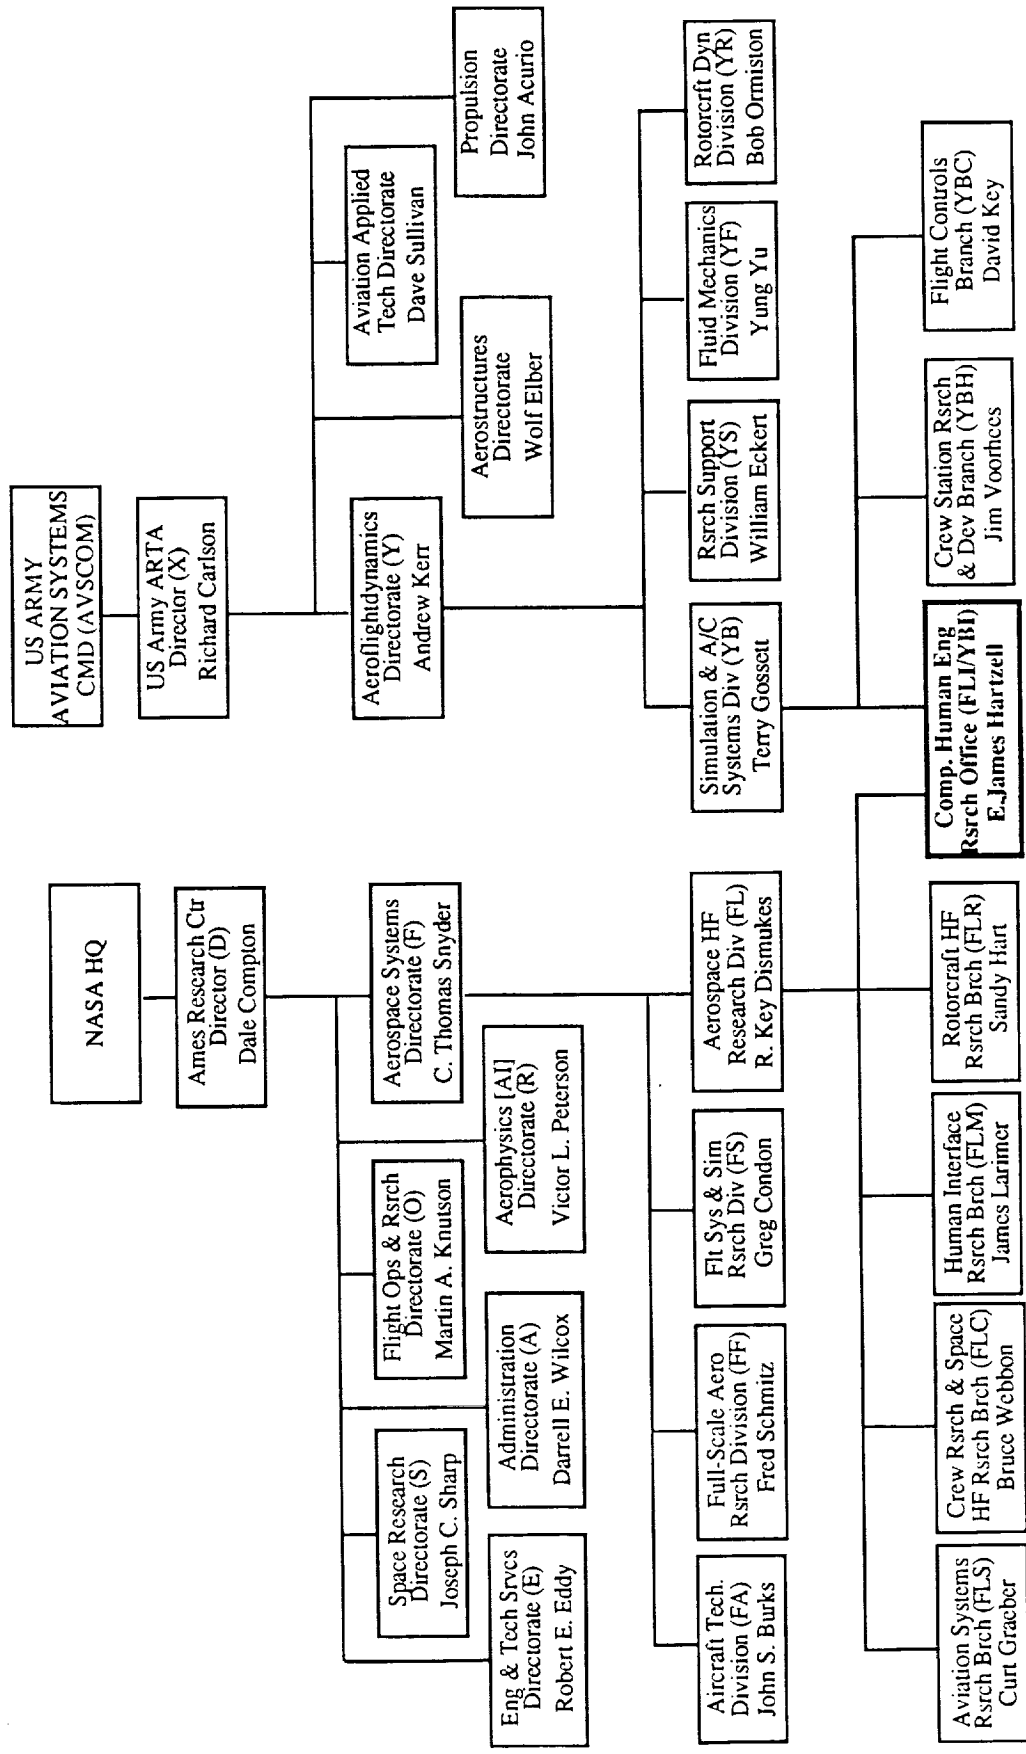 NASA HQ
Ames Research Ctr
Director (D)
Dale Compton
Eng & Tech Srvcs
Directorate (E)
Robert E. Eddy
Space Research
Directorate (S)
Joseph C. Sharp
Administration
Directorate (A)
Darrell E. Wilcox
Flight Ops & Rsrch
Directorate (O)
Martin A. Knutson
Aerophysics [AI]
Directorate (R)
Victor L. Peterson
Aerospace Systems
Directorate (F)
C. Thomas Snyder
Aircraft Tech.
Division (FA)
John S. Burks
Full-Scale Aero
Rsrch Division (FF)
Fred Schmitz
Flt Sys & Sim
Rsrch Div (FS)
Greg Condon
Aerospace HF
Research Div (FL)
R. Key Dismukes
Aviation Systems
Rsrch Brch (FLS)
Curt Graeber
Crew Rsrch & Space
HF Rsrch Brch (FLC)
Bruce Webbon
Human Interface
Rsrch Brch (FLM)
James Larimer
Rotorcraft HF
Rsrch Brch (FLR)
Sandy Hart
Comp. Human Eng
Rsrch Office (FLI/YBI)
E.James Hartzell
US ARMY
AVIATION SYSTEMS
CMD (AVSCOM)
US Army ARTA
Director (X)
Richard Carlson
Aeroflightdynamics
Directorate (Y)
Andrew Kerr
Aerostructures
Directorate
Wolf Elber
Aviation Applied
Tech Directorate
Dave Sullivan
Propulsion
Directorate
John Acurio
Simulation & A/C
Systems Div (YB)
Terry Gossett
Rsrch Support
Division (YS)
William Eckert
Fluid Mechanics
Division (YF)
Yung Yu
Rotorcrft Dyn
Division (YR)
Bob Ormiston
Crew Station Rsrch
& Dev Branch (YBH)
Jim Voorhees
Flight Controls
Branch (YBC)
David Key